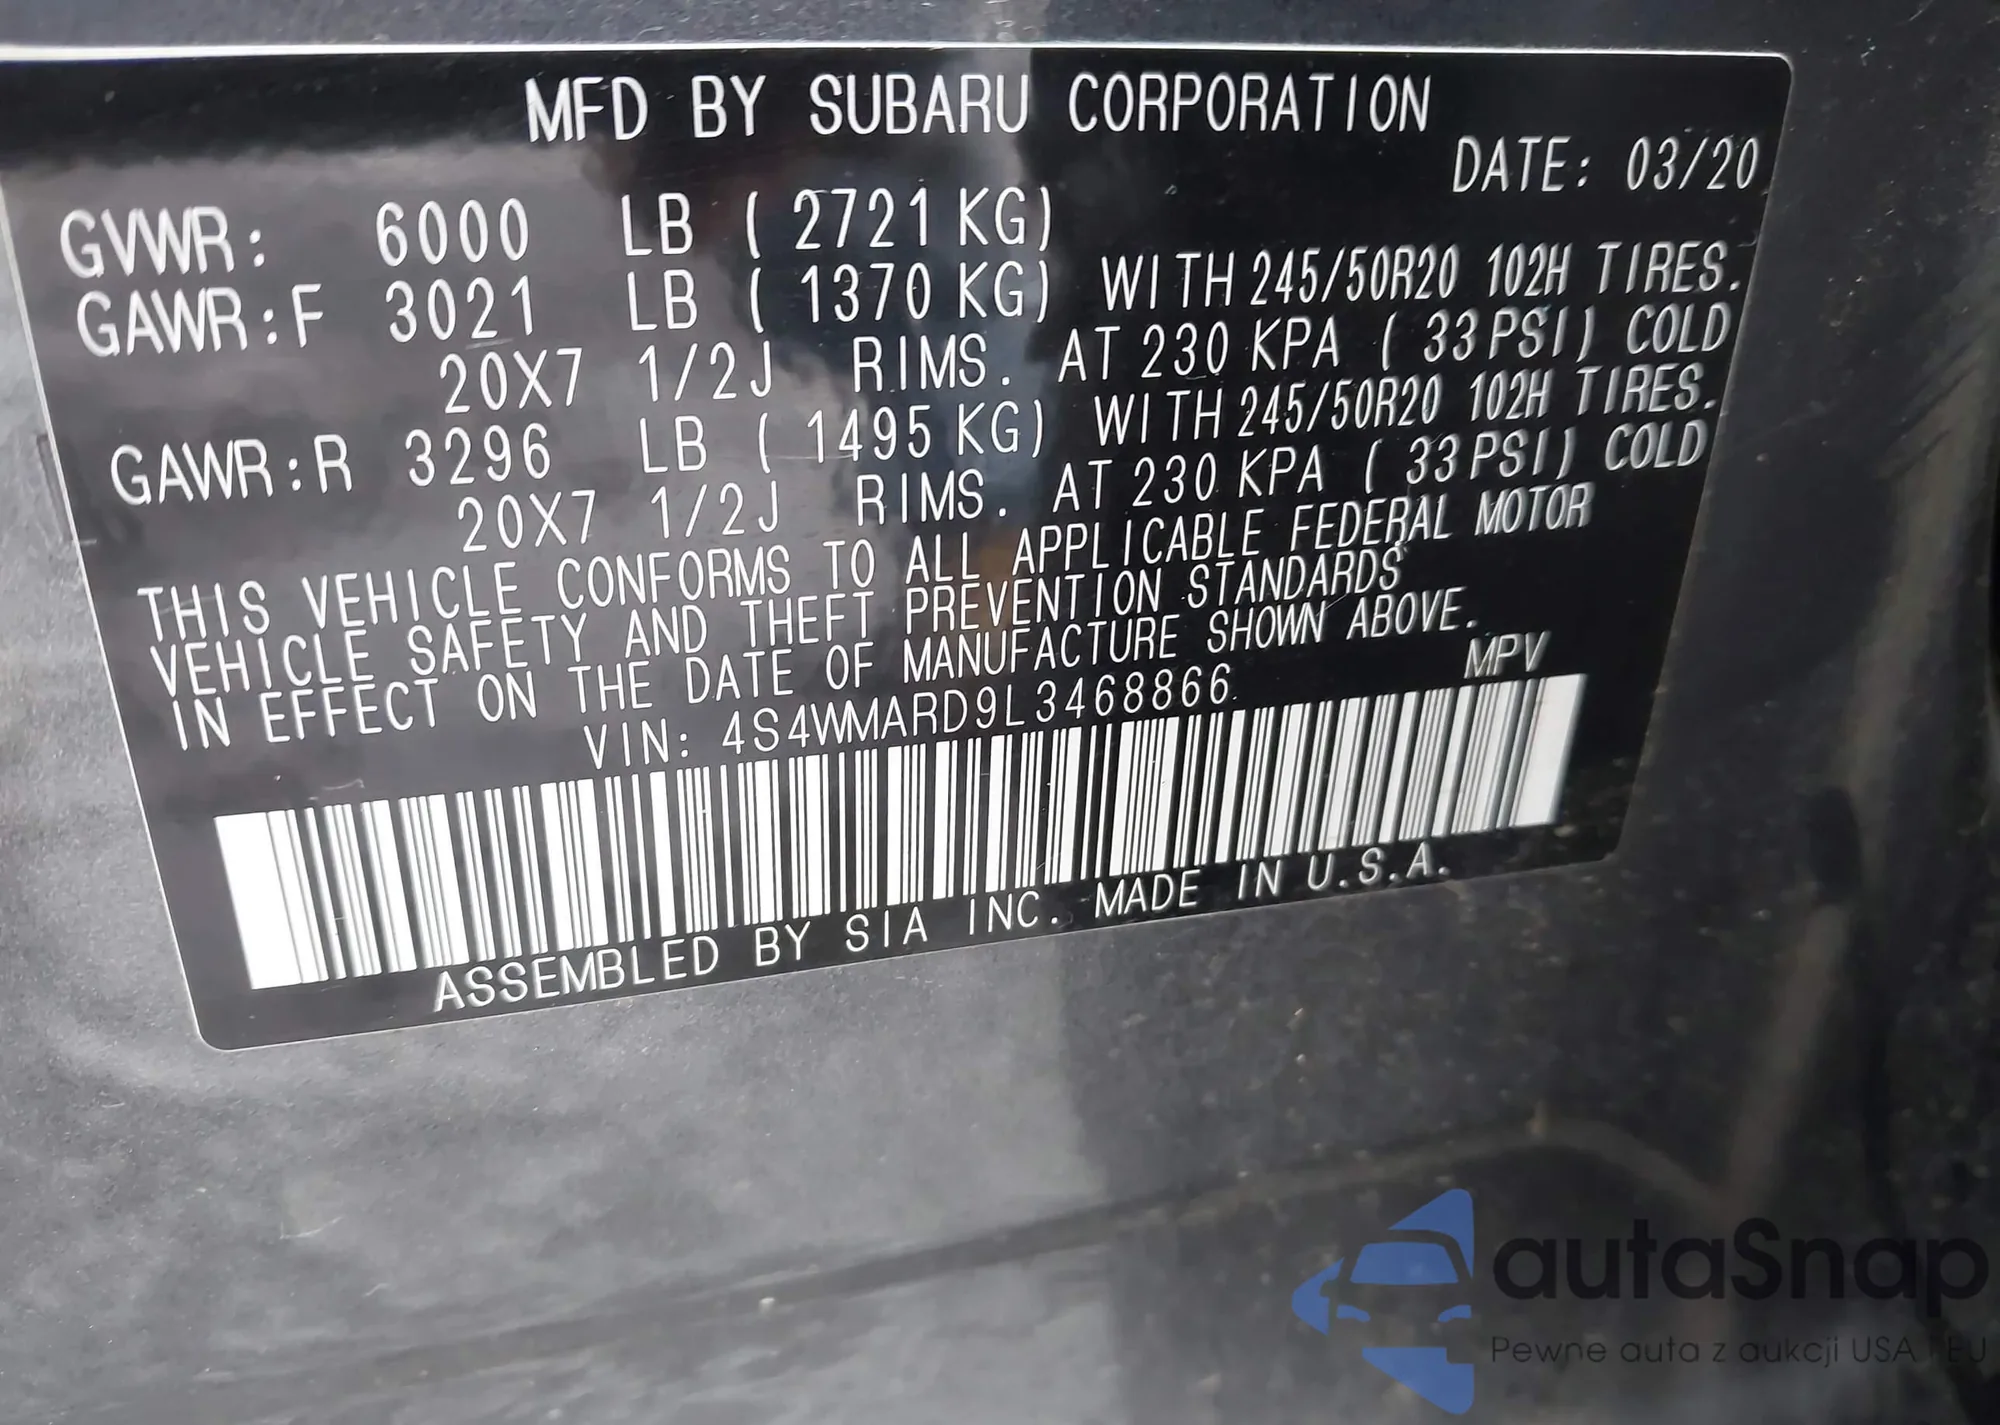 MFD BY SUBARU CORPORATION
DATE: 03/20
GVWR: 6000 LB ( 2721 KG)
GAWR:F 3021 LB ( 1370 KG) WITH 245/50R20 102H TIRES.
20X7 1/2J RIMS. AT 230 KPA ( 33 PSI) COLD
GAWR:R 3296 LB ( 1495 KG) WITH 245/50R20 102H TIRES.
20X7 1/2J RIMS. AT 230 KPA ( 33 PSI) COLD
THIS VEHICLE CONFORMS TO ALL APPLICABLE FEDERAL MOTOR
VEHICLE SAFETY AND THEFT PREVENTION STANDARDS
IN EFFECT ON THE DATE OF MANUFACTURE SHOWN ABOVE.
VIN: 4S4WMARD9L3468866 MPV
ASSEMBLED BY SIA INC. MADE IN U.S.A.
autaSnap
Pewne auta z aukcji USA i EU